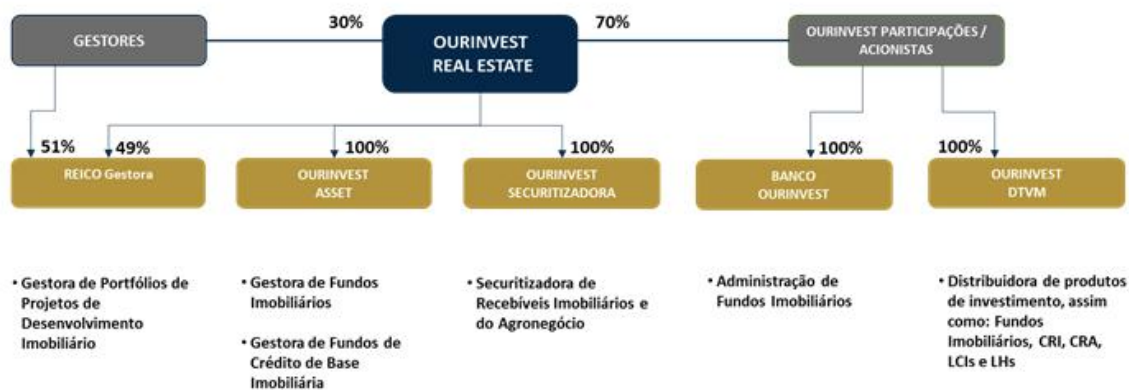 GESTORES
30%
OURINVEST
REAL ESTATE
70%
OURINVEST PARTICIPAÇÕES /
ACIONISTAS
51%
49%
100%
100%
100%
100%
REICO Gestora
OURINVEST
ASSET
OURINVEST
SECURITIZADORA
BANCO
OURINVEST
OURINVEST
DTVM
• Gestora de Portfólios de
Projetos de
Desenvolvimento
Imobiliário
• Gestora de Fundos
Imobiliários
• Gestora de Fundos de
Crédito de Base
Imobiliária
• Securitizadora de
Recebíveis Imobiliários e
do Agronegócio
• Administração de
Fundos Imobiliários
• Distribuidora de produtos
de investimento, assim
como: Fundos
Imobiliários, CRI, CRA,
LCIs e LHs